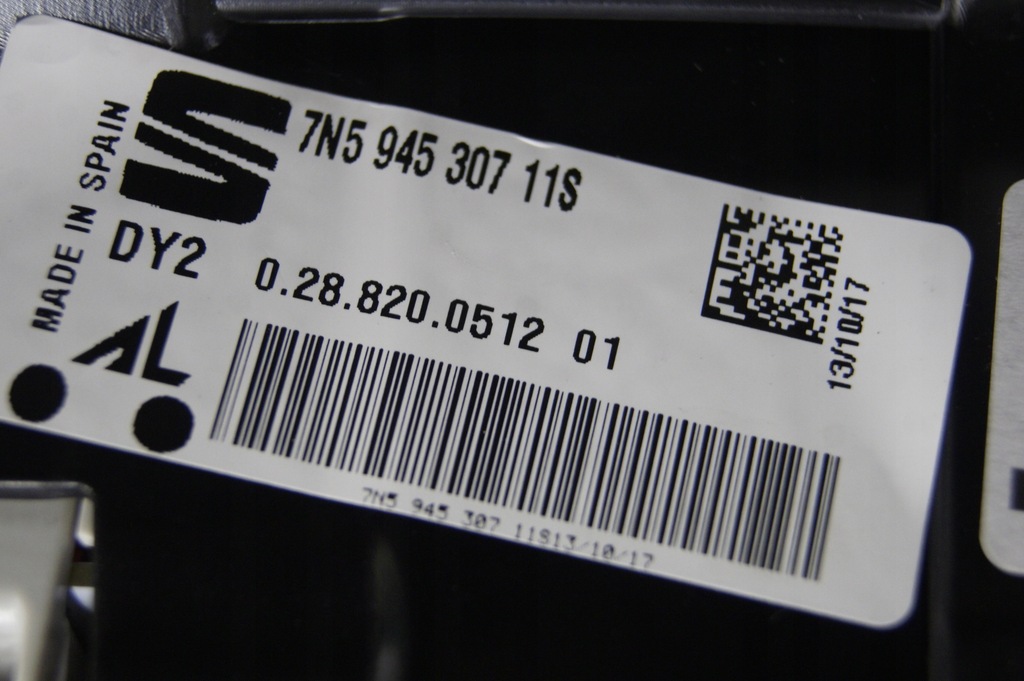 7N5 945 307 11S
MADE IN SPAIN
DY2
0.28.820.0512 01
AL
13/10/17
7N5 945 307 11S13/10/17